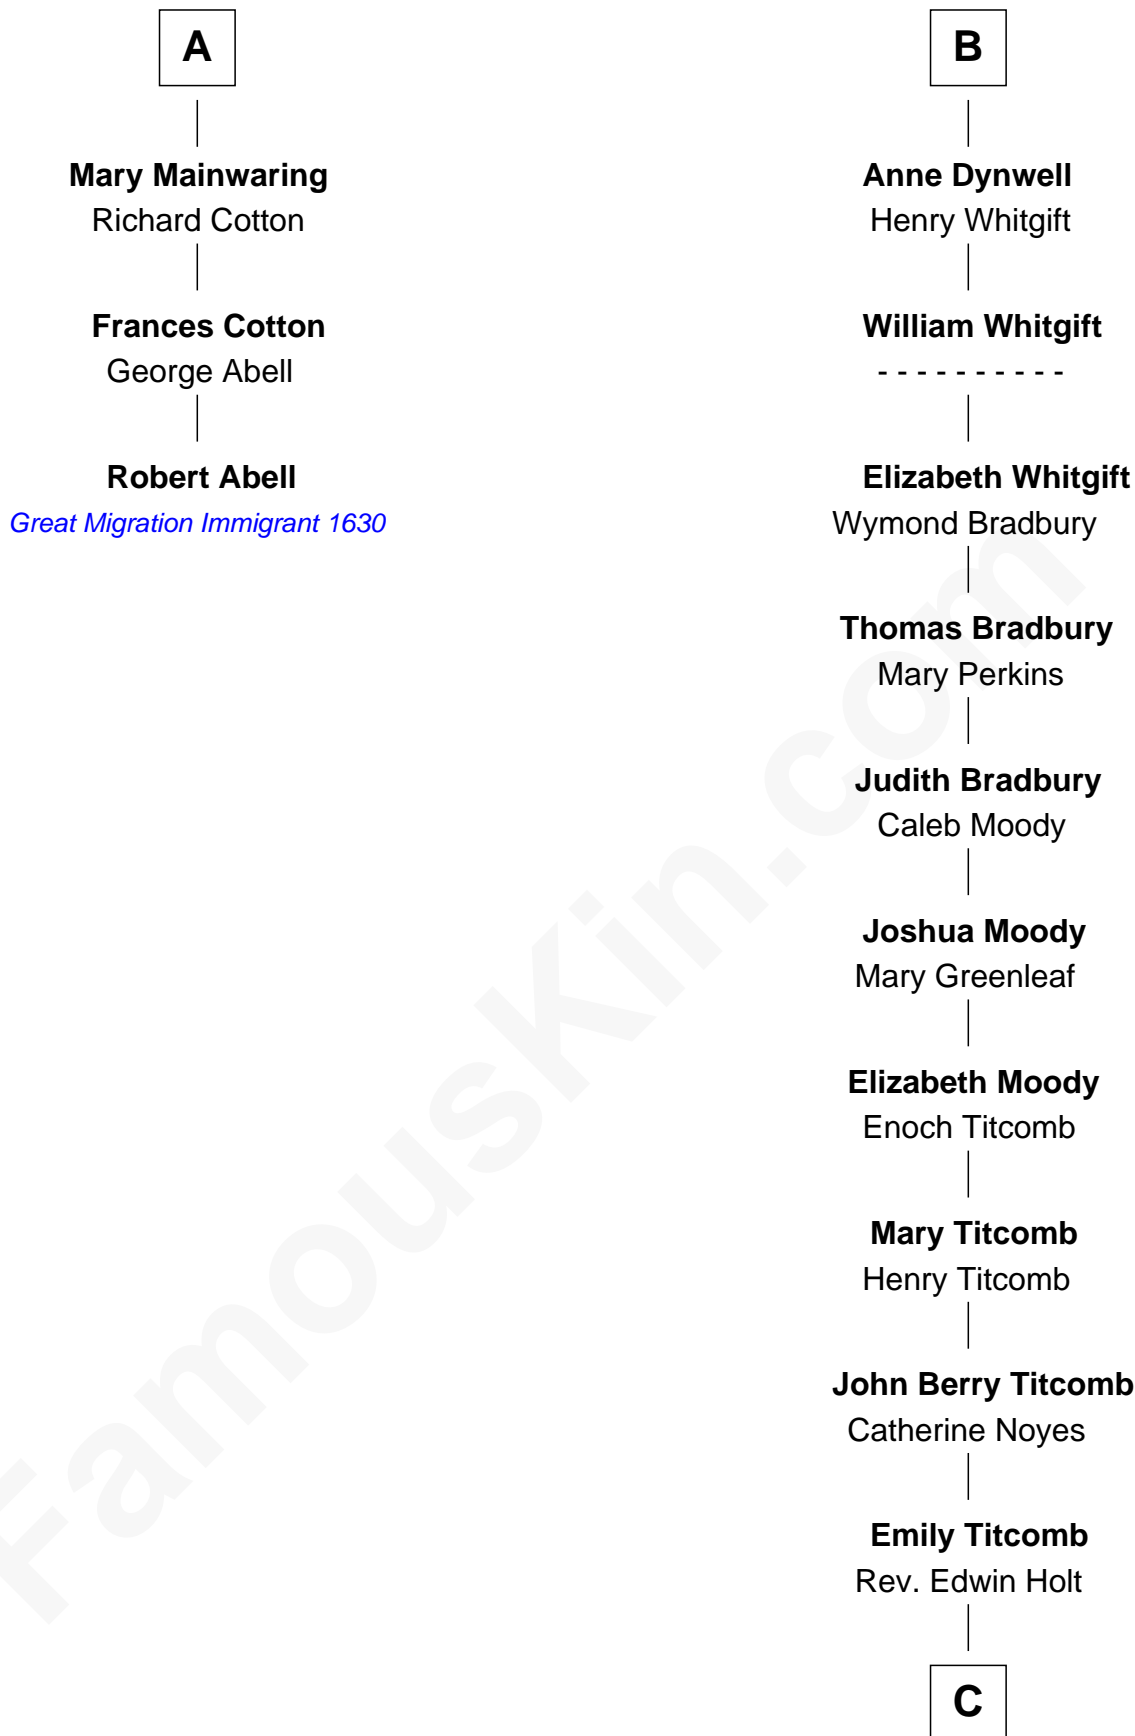 A
Mary Mainwaring
Richard Cotton
Frances Cotton
George Abell
Robert Abell
Great Migration Immigrant 1630
B
Anne Dynwell
Henry Whitgift
William Whitgift
- - - - - - - - - -
Elizabeth Whitgift
Wymond Bradbury
Thomas Bradbury
Mary Perkins
Judith Bradbury
Caleb Moody
Joshua Moody
Mary Greenleaf
Elizabeth Moody
Enoch Titcomb
Mary Titcomb
Henry Titcomb
John Berry Titcomb
Catherine Noyes
Emily Titcomb
Rev. Edwin Holt
C
FamousKin.com